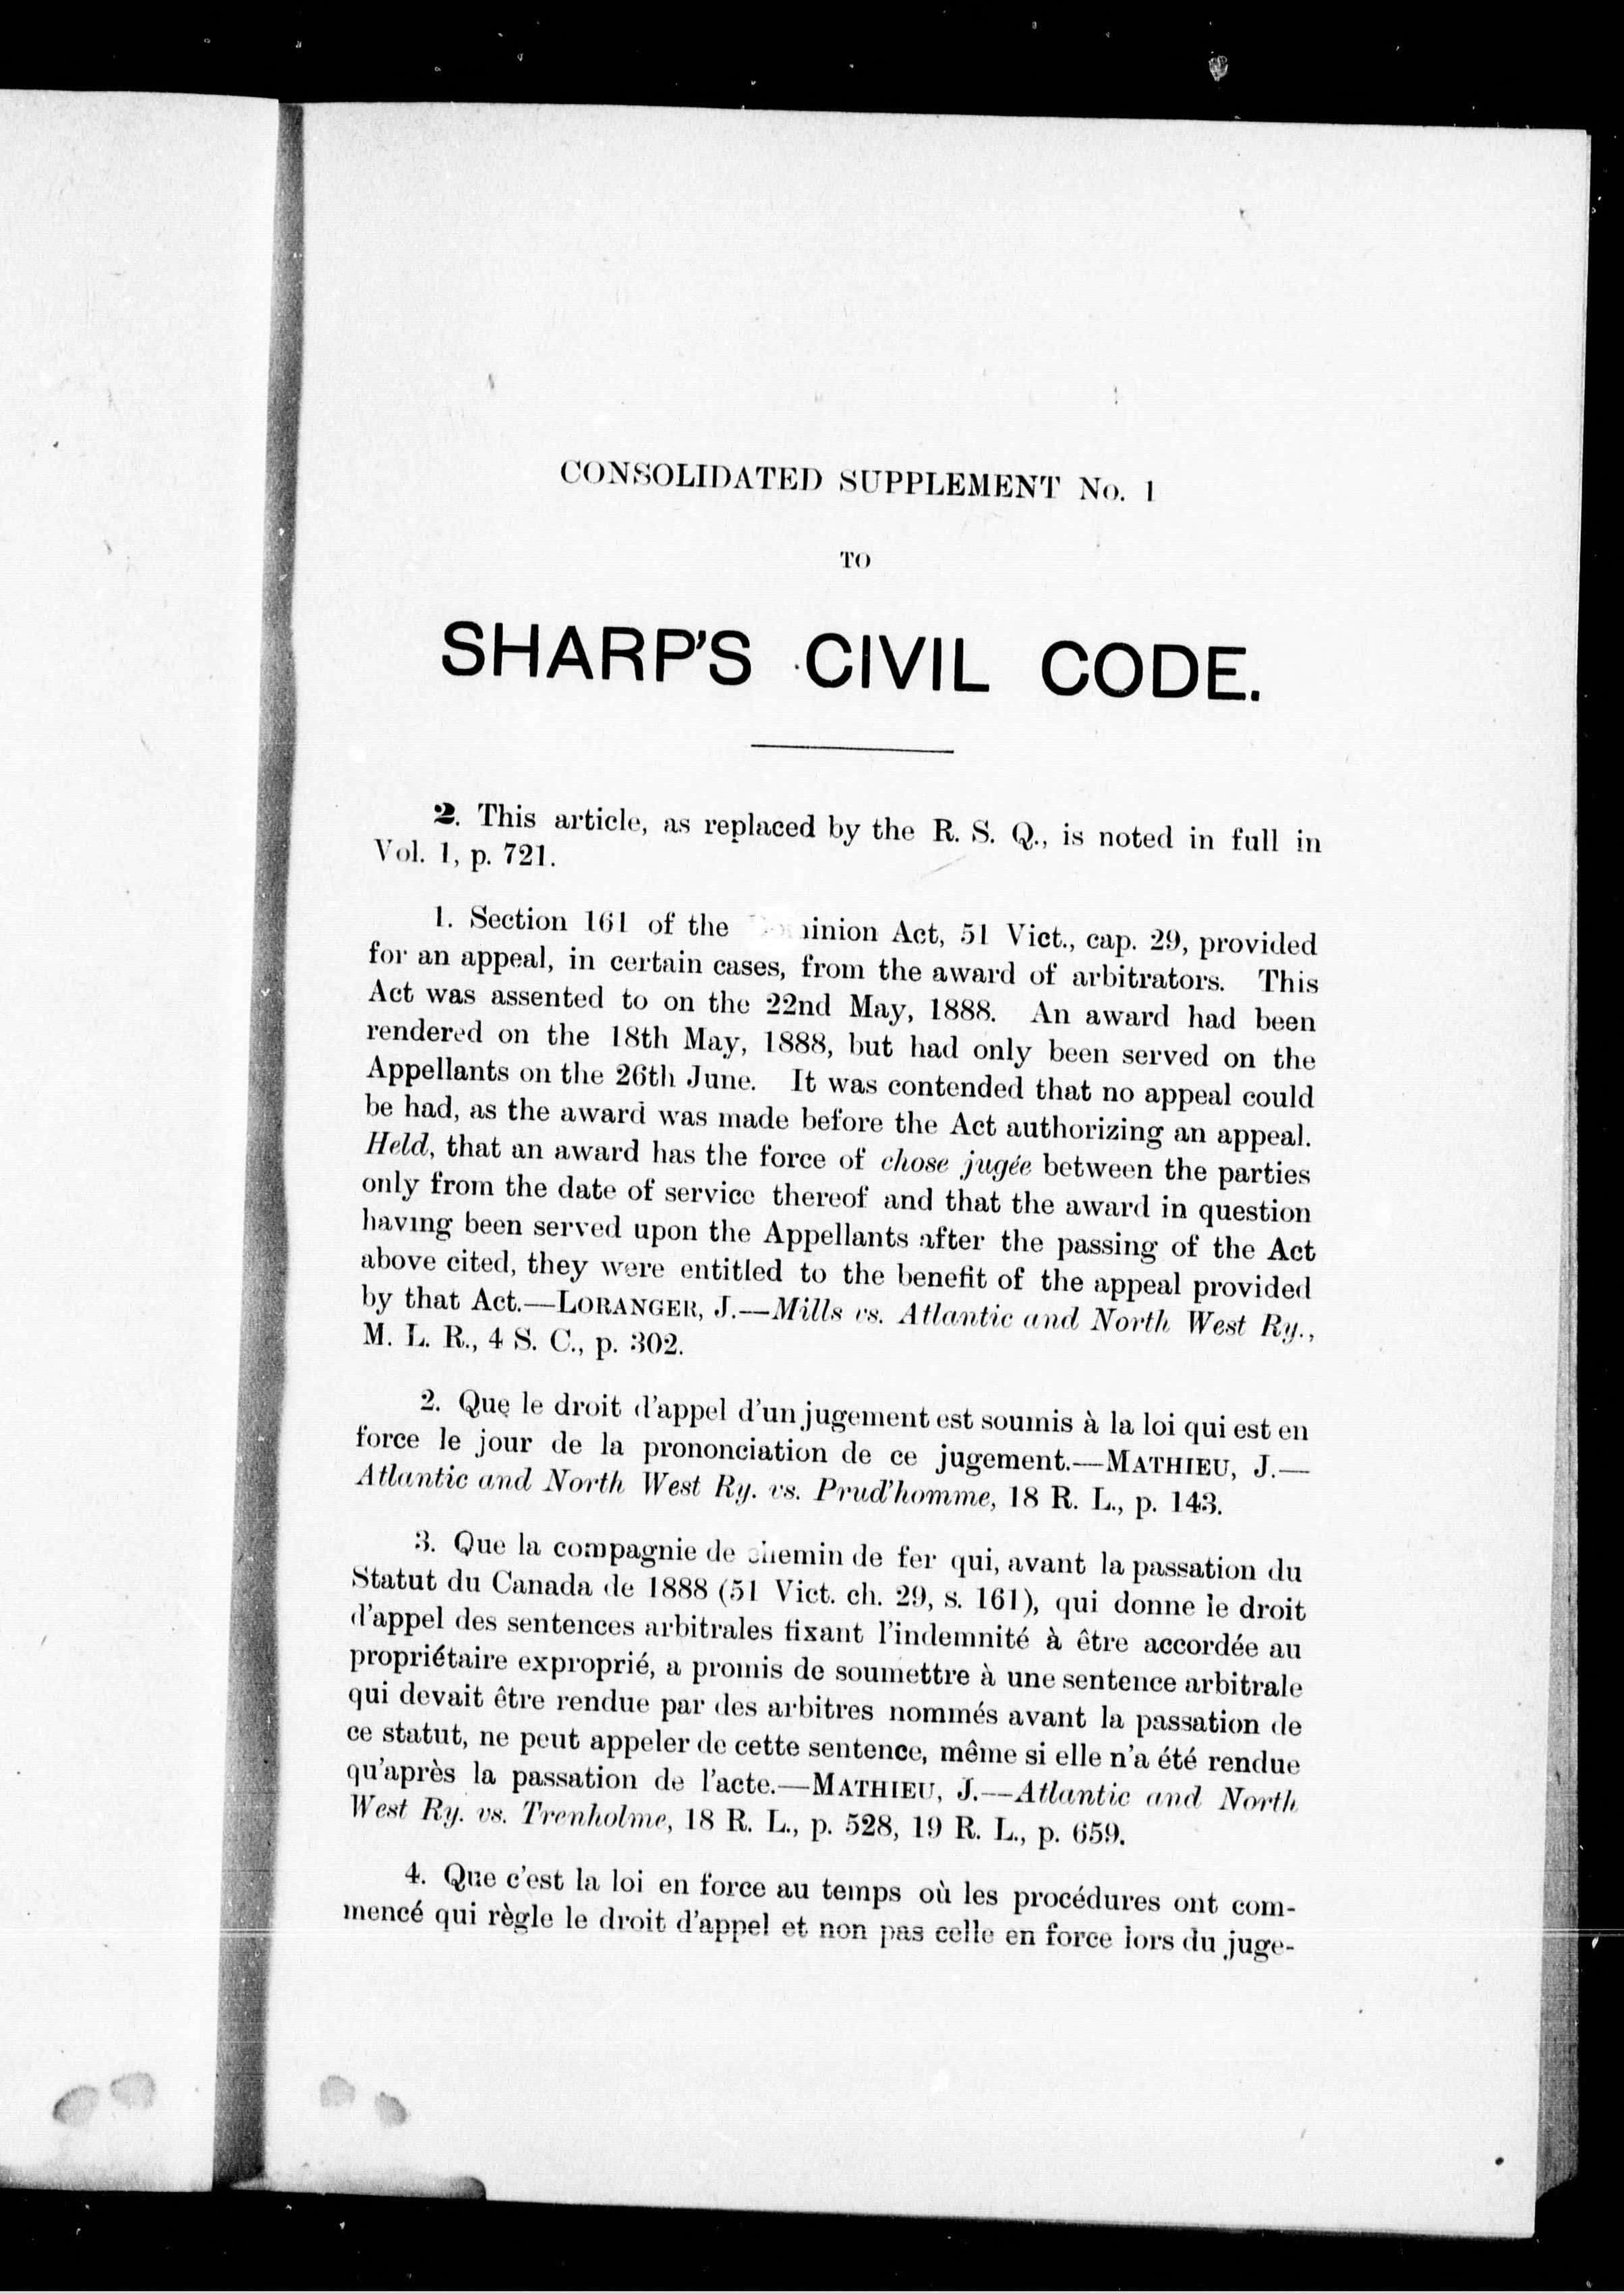 CONSOLIDATED SUPPLEMENT No. 1
TO
SHARP'S CIVIL CODE.
2. This article, as replaced by the R. S. Q., is noted in full in
Vol. 1, p. 721.
1. Section 161 of the Dominion Act, 51 Vict., cap. 29, provided
for an appeal, in certain cases, from the award of arbitrators. This
Act was assented to on the 22nd May, 1888. An award had been
rendered on the 18th May, 1888, but had only been served on the
Appellants on the 26th June. It was contended that no appeal could
be had, as the award was made before the Act authorizing an appeal.
Held, that an award has the force of chose jugée between the parties
only from the date of service thereof and that the award in question
having been served upon the Appellants after the passing of the Act
above cited, they were entitled to the benefit of the appeal provided
by that Act.—LORANGER, J.—Mills vs. Atlantic and North West Ry.,
M. L. R., 4 S. C., p. 302.
2. Que le droit d'appel d'un jugement est soumis à la loi qui est en
force le jour de la prononciation de ce jugement.—MATHIEU, J.—
Atlantic and North West Ry. vs. Prud'homme, 18 R. L., p. 143.
3. Que la compagnie de chemin de fer qui, avant la passation du
Statut du Canada de 1888 (51 Vict. ch. 29, s. 161), qui donne le droit
d'appel des sentences arbitrales fixant l'indemnité à être accordée au
propriétaire exproprié, a promis de soumettre à une sentence arbitrale
qui devait être rendue par des arbitres nommés avant la passation de
ce statut, ne peut appeler de cette sentence, même si elle n'a été rendue
qu'après la passation de l'acte.—MATHIEU, J.—Atlantic and North
West Ry. vs. Trenholme, 18 R. L., p. 528, 19 R. L., p. 659.
4. Que c'est la loi en force au temps où les procédures ont com-
mencé qui règle le droit d'appel et non pas celle en force lors du juge-